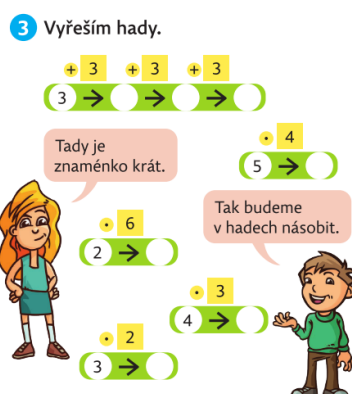 3 Vyřeším hady.
+ 3 + 3 + 3
3 → → →
• 4
5 →
Tady je
znaménko krát.
Tak budeme
v hadech násobit.
• 6
2 →
• 3
4 →
• 2
3 →